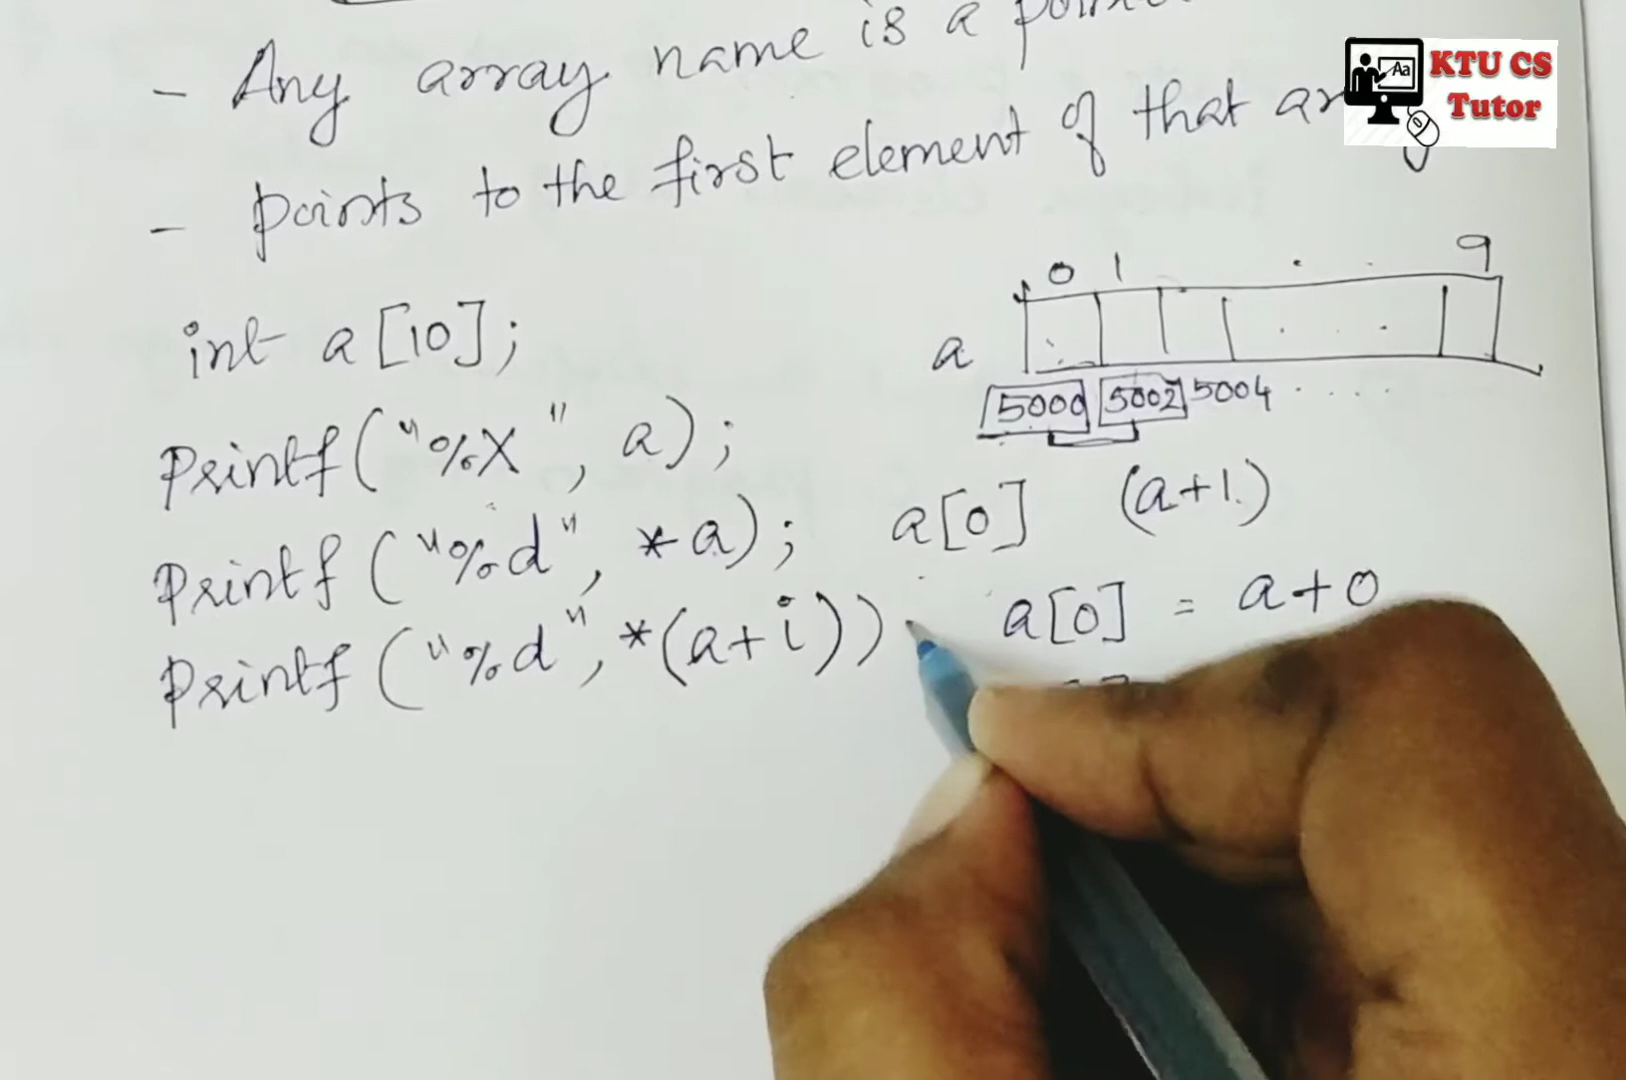 - Any array name is a
- points to the first element of that
int a[10];
printf("%X", a);
printf("%d", *a);
printf("%d", *(a+i))
0 1 . . 9
a
5000 5002 5004 . . . .
a[0] (a+1)
a[0] = a+0
Aa
KTU CS
Tutor